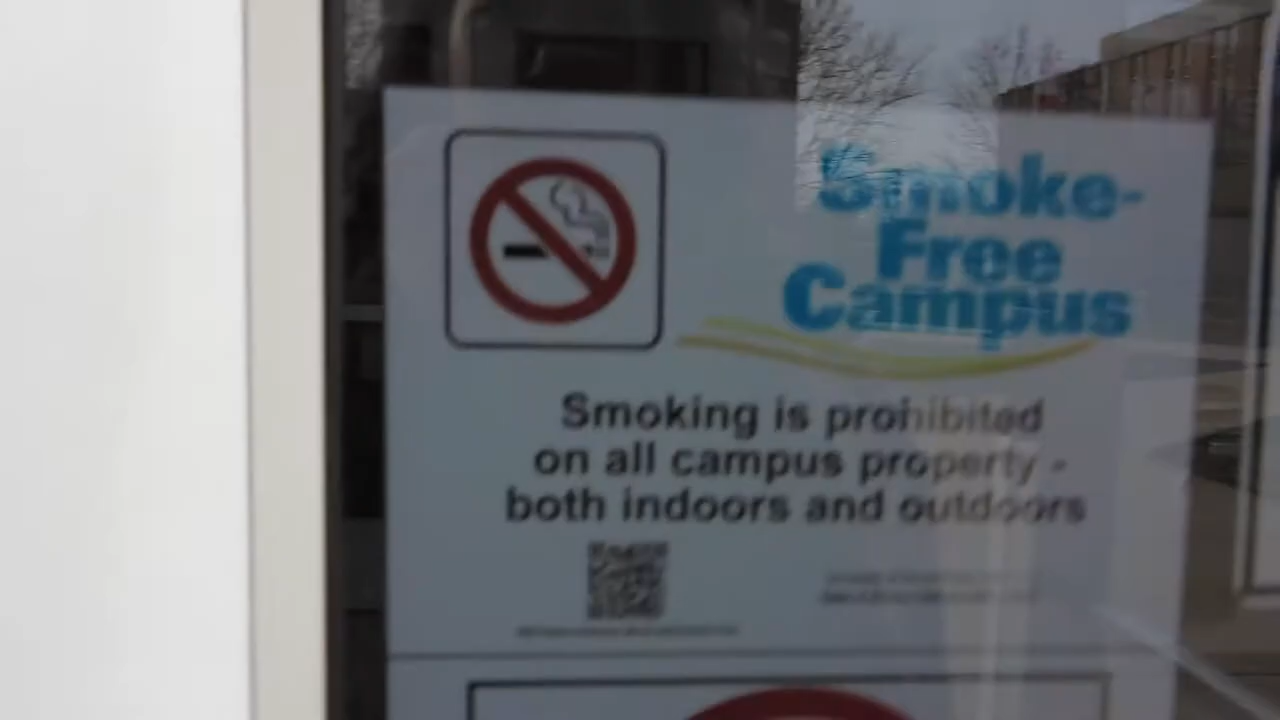 Smoke-
Free
Campus
Smoking is prohibited
on all campus property -
both indoors and outdoors